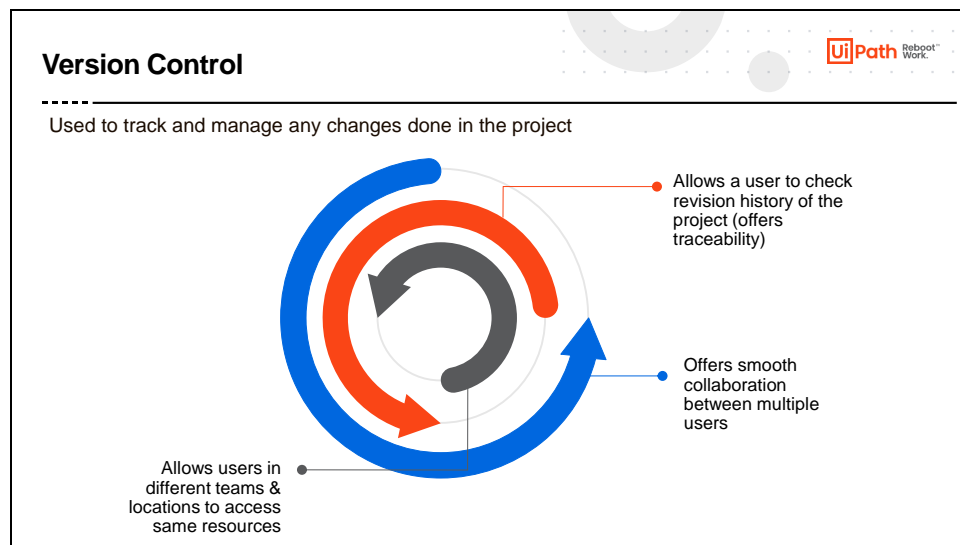 Version Control
UiPath Reboot™
Work.
Used to track and manage any changes done in the project
Allows a user to check
revision history of the
project (offers
traceability)
Offers smooth
collaboration
between multiple
users
Allows users in
different teams &
locations to access
same resources